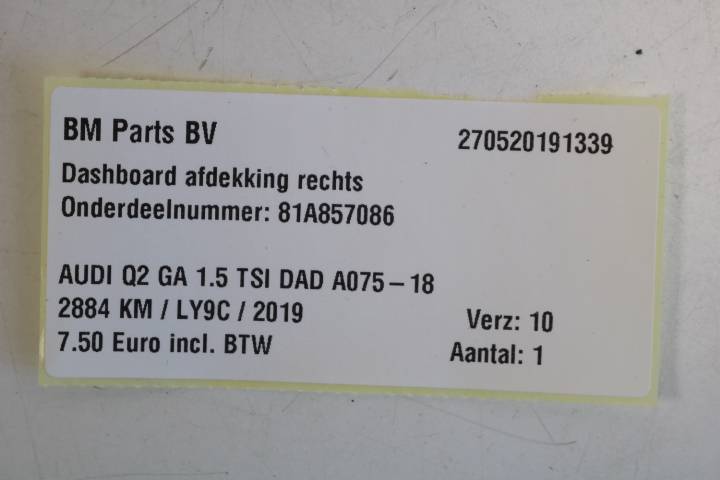 BM Parts BV
270520191339
Dashboard afdekking rechts
Onderdeelnummer: 81A857086
AUDI Q2 GA 1.5 TSI DAD A075-18
2884 KM / LY9C / 2019
Verz: 10
7.50 Euro incl. BTW
Aantal: 1